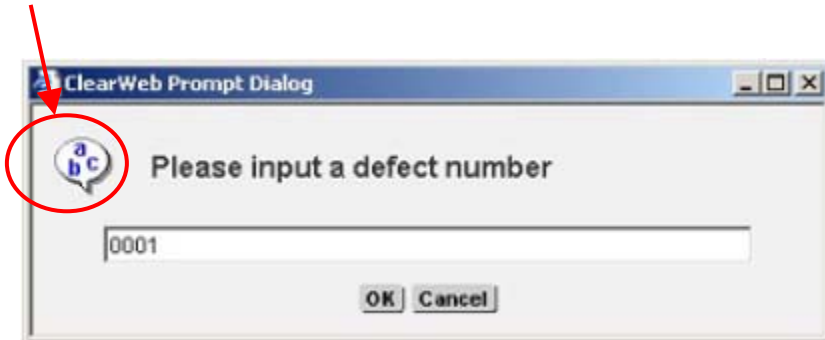 ClearWeb Prompt Dialog
a
b c
Please input a defect number
0001
OK Cancel